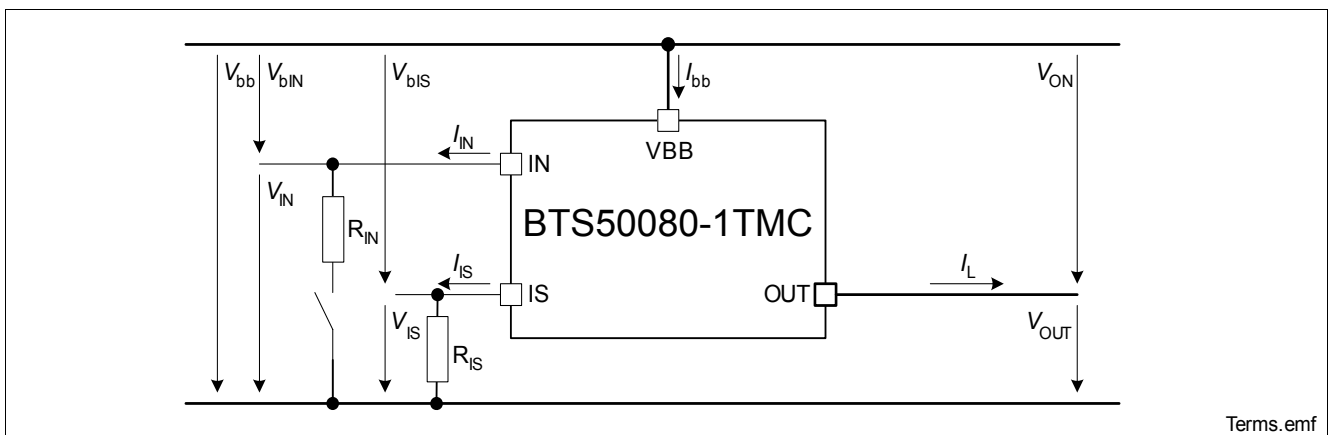 Vbb VbIN VbIS Ibb VON
IIN
IN VBB
VIN
BTS50080-1TMC
RIN
IIS IL
IS OUT
VIS VOUT
RIS
Terms.emf